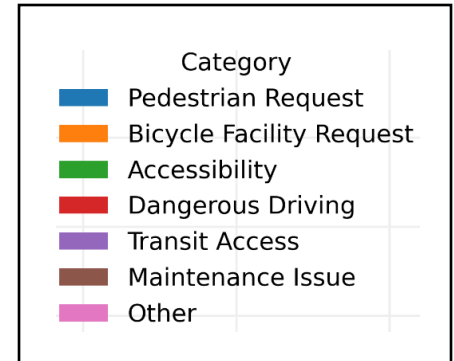 Category
Pedestrian Request
Bicycle Facility Request
Accessibility
Dangerous Driving
Transit Access
Maintenance Issue
Other